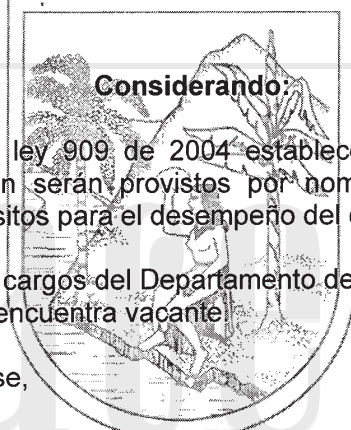 Considerando:
ley 909 de 2004 establece
n serán provistos por nom
sitos para el desempeño del
cargos del Departamento de
encuentra vacante.
se,